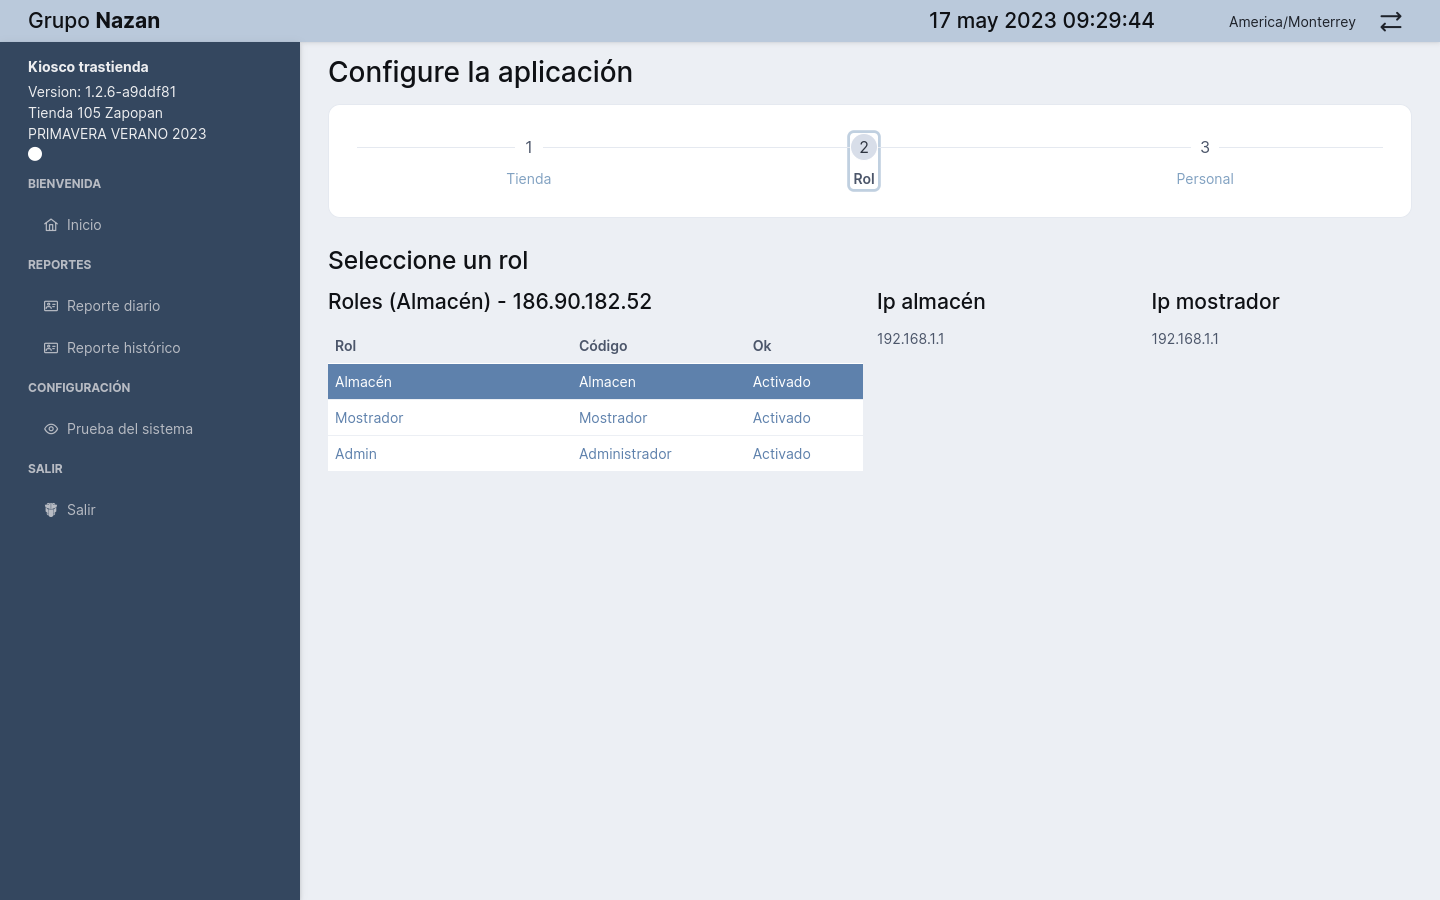 Grupo Nazan
17 may 2023 09:29:44
America/Monterrey
Kiosco trastienda
Version: 1.2.6-a9ddf81
Tienda 105 Zapopan
PRIMAVERA VERANO 2023
BIENVENIDA
Inicio
REPORTES
Reporte diario
Reporte histórico
CONFIGURACIÓN
Prueba del sistema
SALIR
Salir
Configure la aplicación
1
Tienda
2
Rol
3
Personal
Seleccione un rol
Roles (Almacén) - 186.90.182.52
Rol Código Ok
Almacén Almacen Activado
Mostrador Mostrador Activado
Admin Administrador Activado
Ip almacén
192.168.1.1
Ip mostrador
192.168.1.1